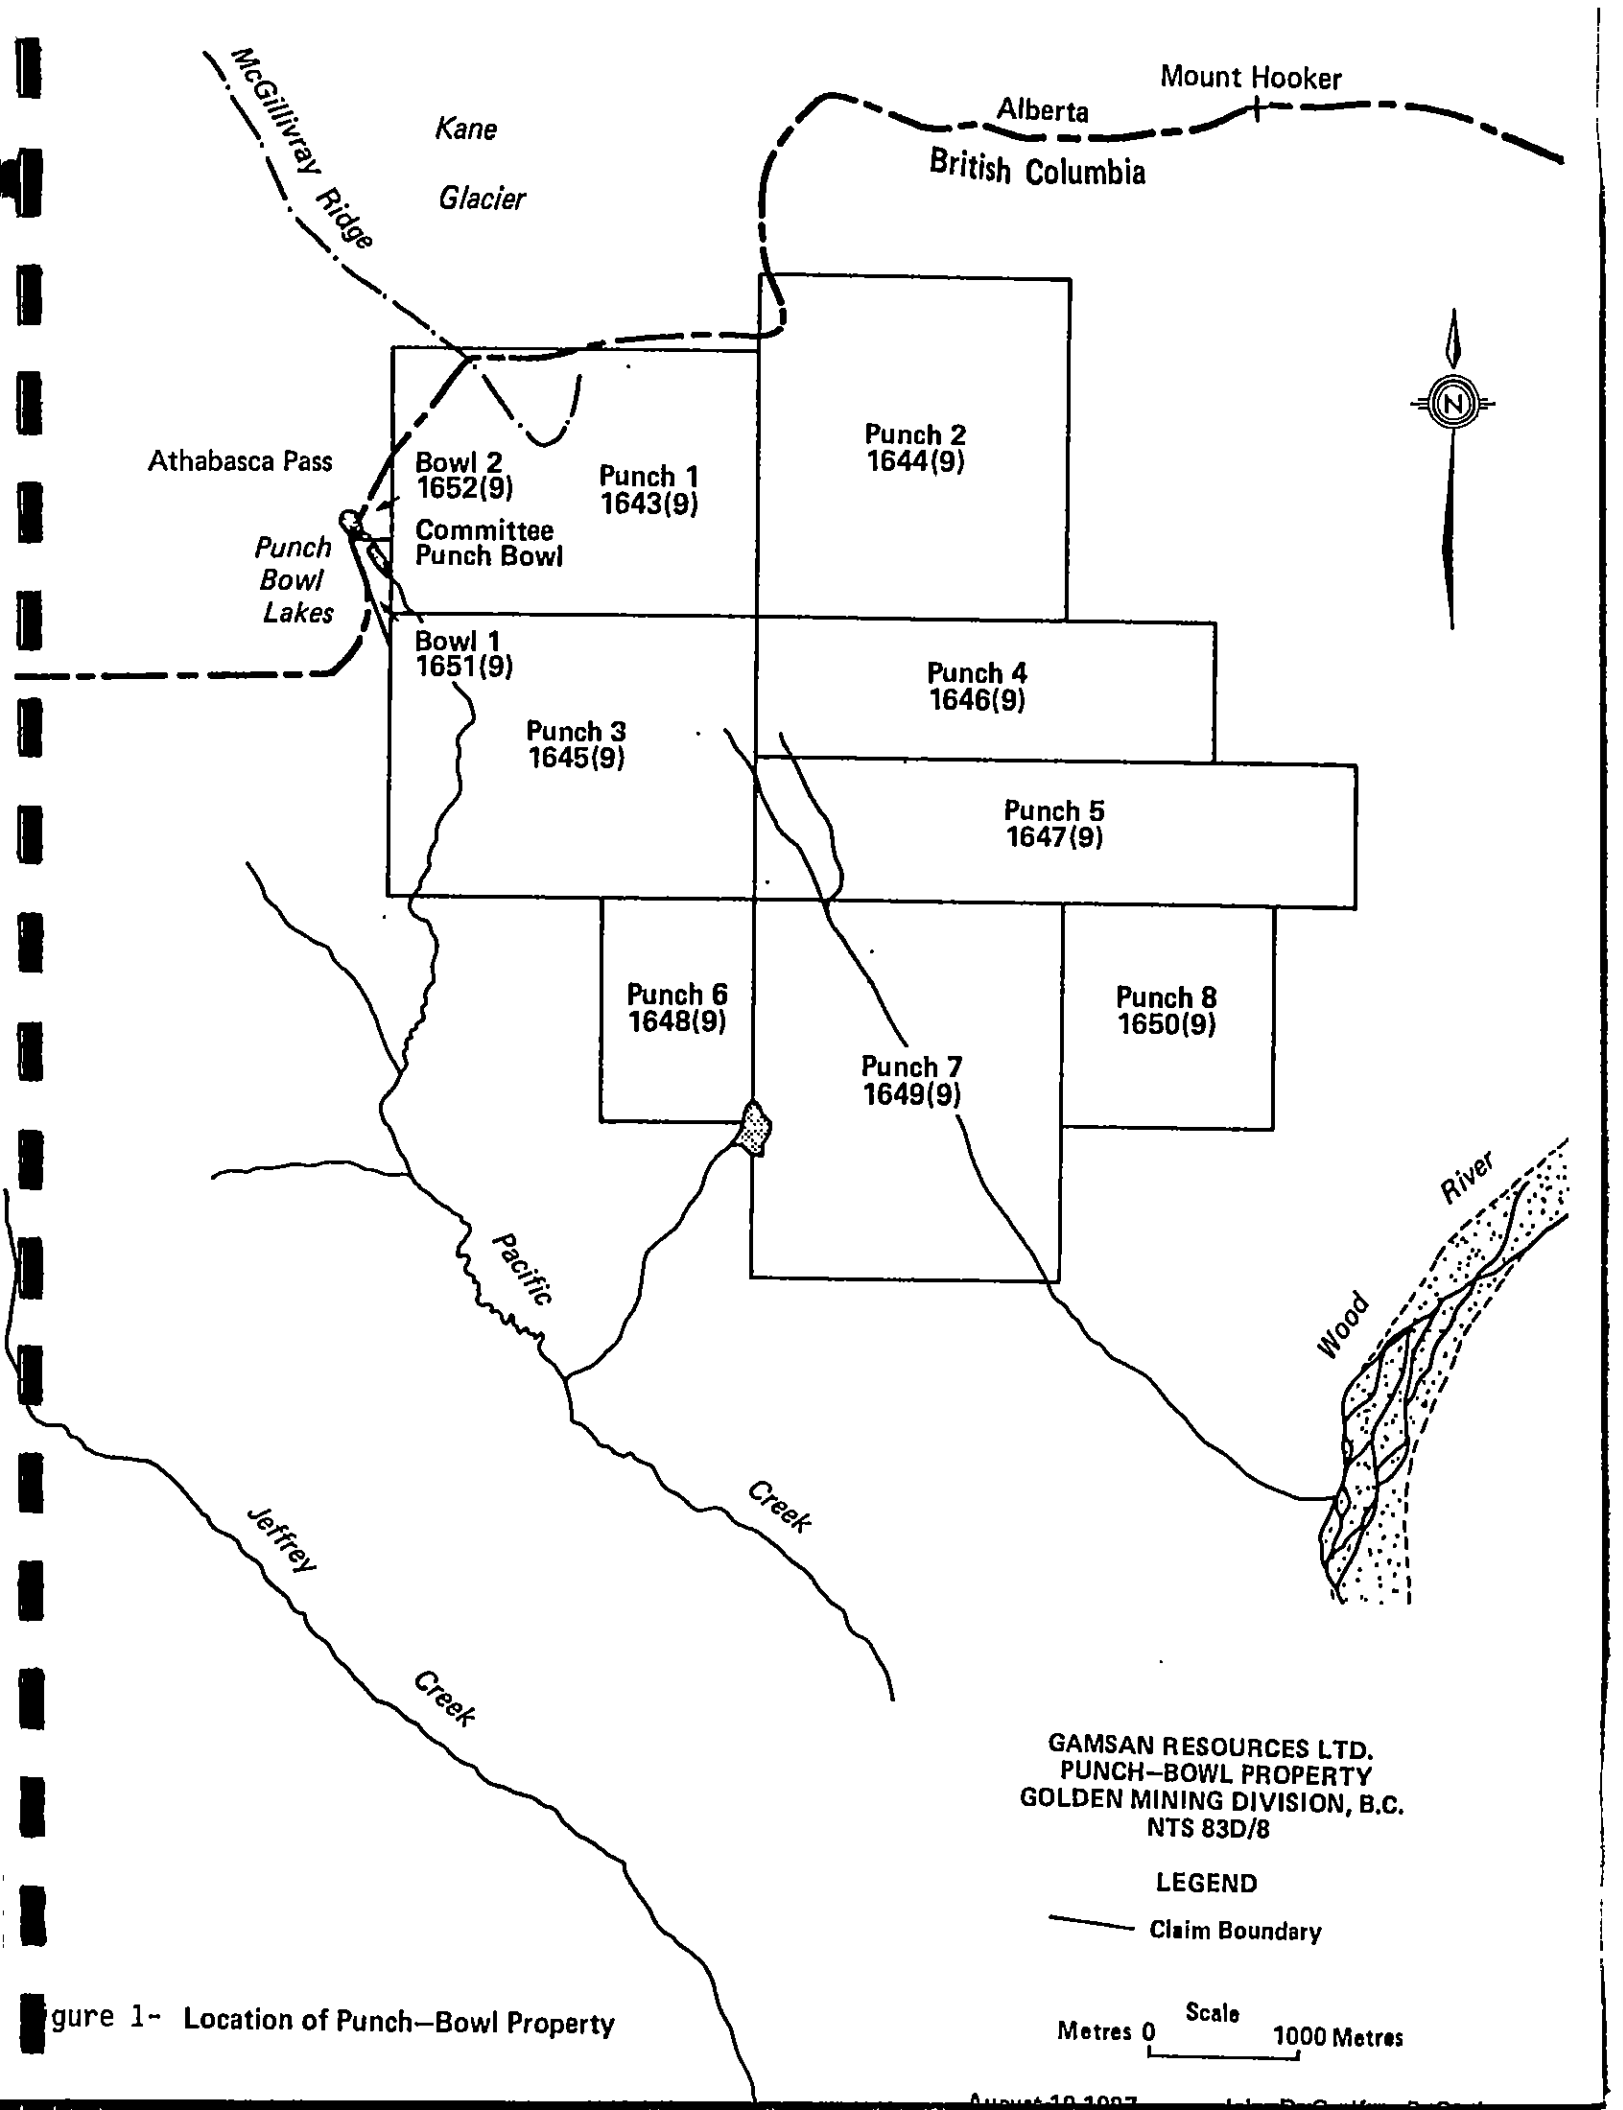 McGillivray Ridge
Kane
Glacier
Mount Hooker
Alberta
British Columbia
N
Athabasca Pass
Bowl 2
1652(9)
Committee
Punch Bowl
Punch
Bowl
Lakes
Bowl 1
1651(9)
Punch 1
1643(9)
Punch 2
1644(9)
Punch 3
1645(9)
Punch 4
1646(9)
Punch 5
1647(9)
Punch 6
1648(9)
Punch 7
1649(9)
Punch 8
1650(9)
Wood River
Pacific Creek
Jeffrey Creek
GAMSAN RESOURCES LTD.
PUNCH–BOWL PROPERTY
GOLDEN MINING DIVISION, B.C.
NTS 83D/8
LEGEND
Claim Boundary
Scale
Metres 0 1000 Metres
gure 1- Location of Punch–Bowl Property